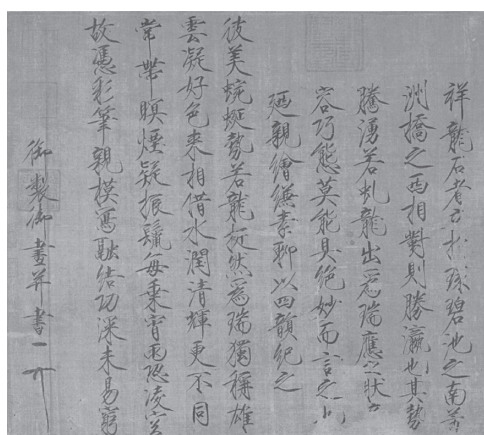 祥龍石者立於環碧池之南芳
洲橋之西相對則勝瀛也其勢
騰湧若虬龍出為瑞應之狀奇
容巧態莫能具絕妙而言之也
廼親繪縑素聊以四韻紀之
彼美蜿蜒勢若龍挺然為瑞獨稱雄
雲凝好色來相借水潤清輝更不同
常帶暝煙疑振鬣每乘宵雨恐凌空
故憑彩筆親模寫融結功深未易窮
御製御畫并書